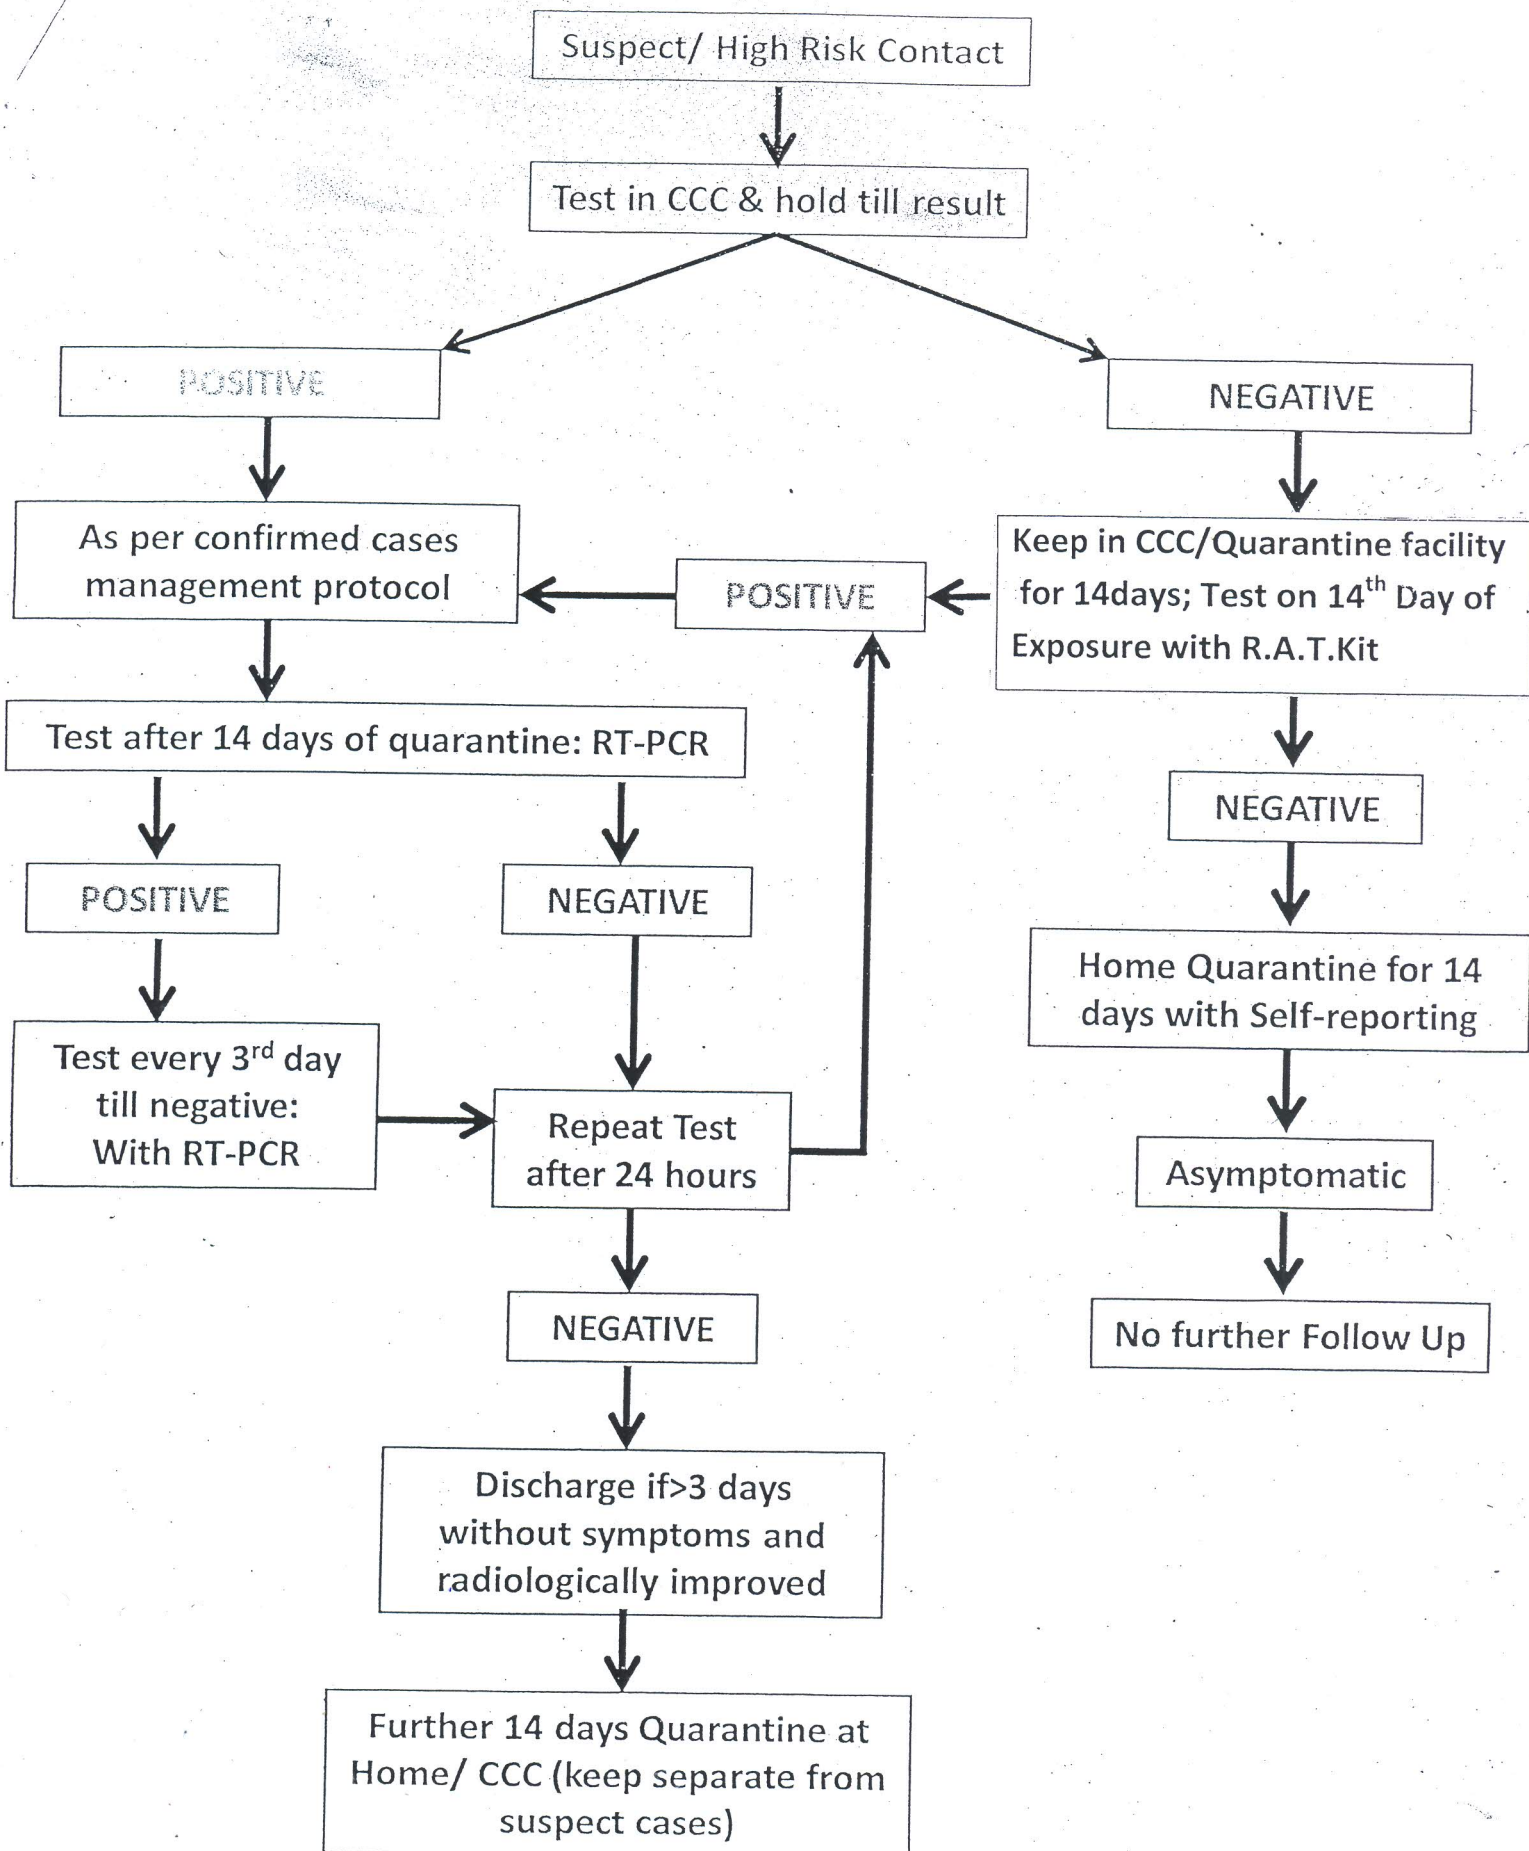 Suspect/ High Risk Contact
Test in CCC & hold till result
POSITIVE
NEGATIVE
As per confirmed cases
management protocol
POSITIVE
Keep in CCC/Quarantine facility
for 14days; Test on 14th Day of
Exposure with R.A.T.Kit
Test after 14 days of quarantine: RT-PCR
NEGATIVE
POSITIVE
NEGATIVE
Home Quarantine for 14
days with Self-reporting
Test every 3rd day
till negative:
With RT-PCR
Repeat Test
after 24 hours
Asymptomatic
NEGATIVE
No further Follow Up
Discharge if>3 days
without symptoms and
radiologically improved
Further 14 days Quarantine at
Home/ CCC (keep separate from
suspect cases)